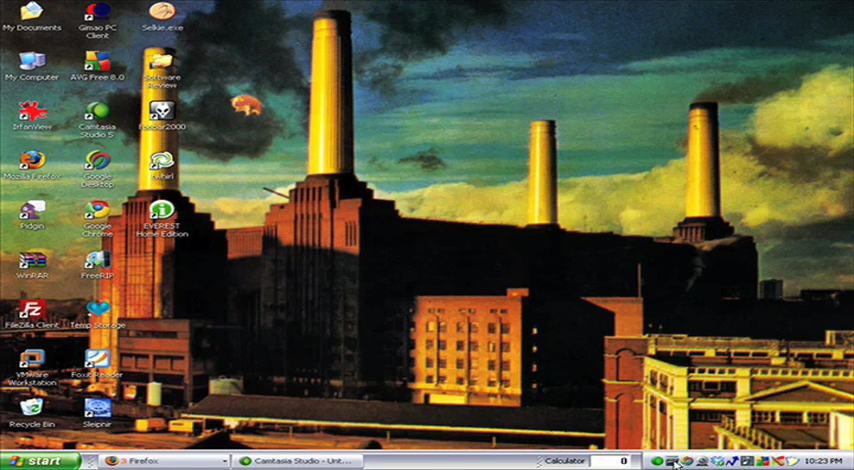 My Documents
Gimao PC
Client
Selkie.exe
My Computer
AVG Free 8.0
Software
Review
IrfanView
Camtasia
Studio 5
foobar2000
Mozilla Firefox
Google
Desktop
twhirl
Pidgin
Google
Chrome
EVEREST
Home Edition
WinRAR
FreeRIP
FileZilla Client
Temp Storage
VMware
Workstation
Foxit Reader
Recycle Bin
Sleipnir
start
3 Firefox
Camtasia Studio - Unt...
Calculator
0
10:23 PM